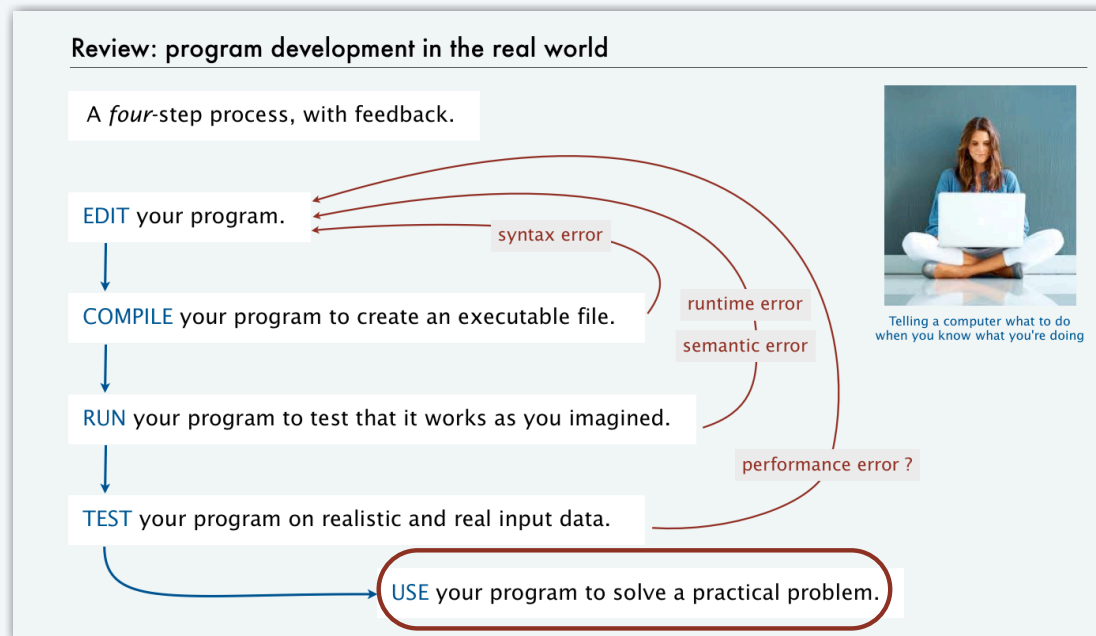 Review: program development in the real world
A four-step process, with feedback.
EDIT your program.
syntax error
COMPILE your program to create an executable file.
runtime error
semantic error
Telling a computer what to do
when you know what you're doing
RUN your program to test that it works as you imagined.
performance error ?
TEST your program on realistic and real input data.
USE your program to solve a practical problem.